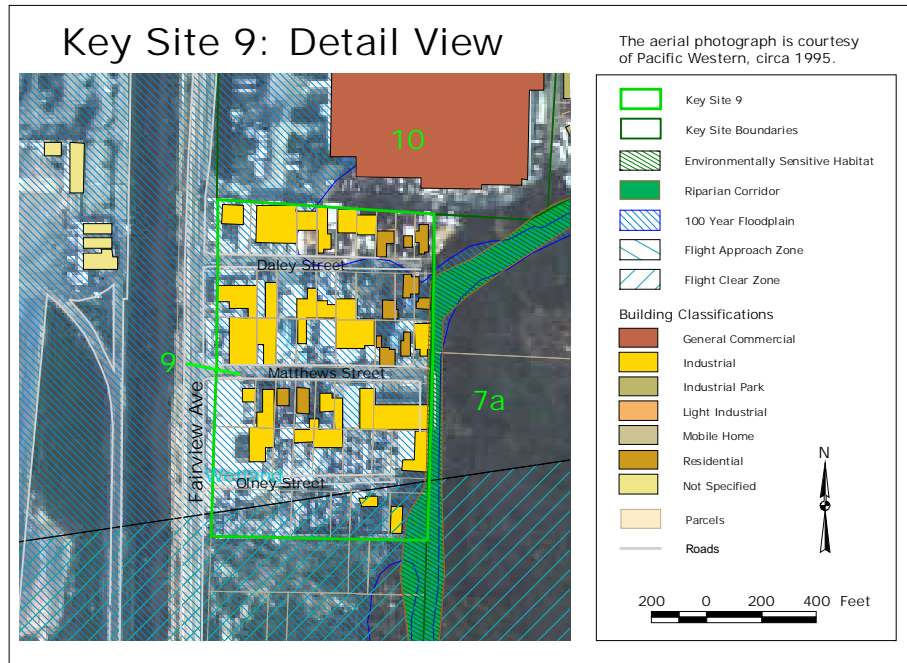 Key Site 9: Detail View
The aerial photograph is courtesy
of Pacific Western, circa 1995.
10
Daley Street
9
Matthews Street
7a
Fairview Ave
Olney Street
Key Site 9
Key Site Boundaries
Environmentally Sensitive Habitat
Riparian Corridor
100 Year Floodplain
Flight Approach Zone
Flight Clear Zone
Building Classifications
General Commercial
Industrial
Industrial Park
Light Industrial
Mobile Home
Residential
Not Specified
Parcels
Roads
N
200 0 200 400 Feet